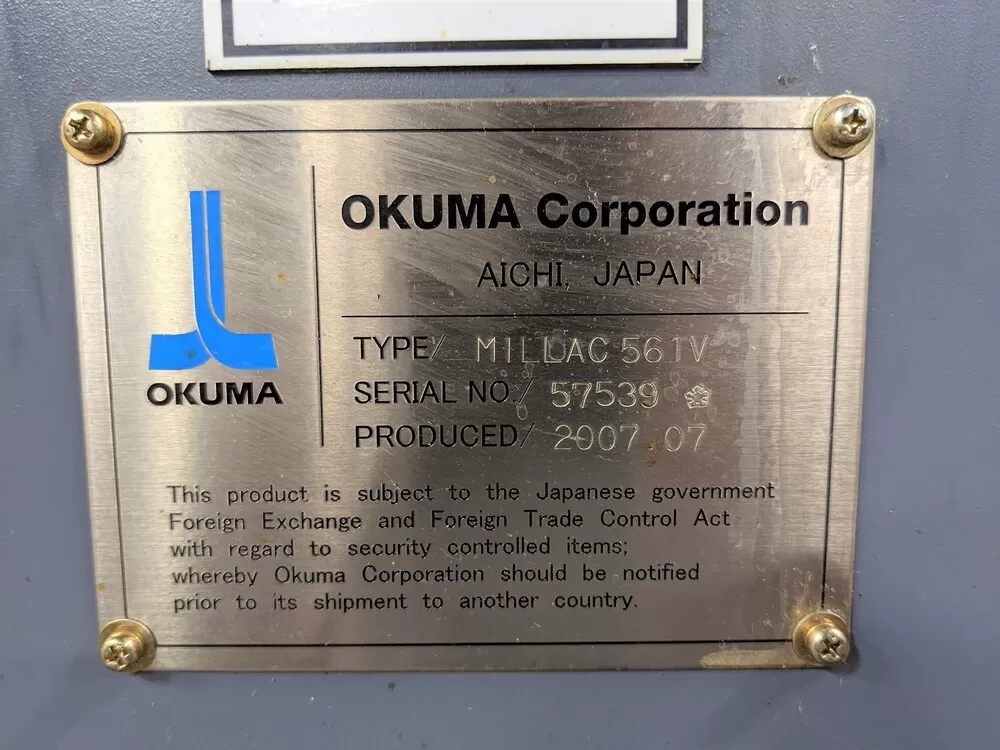 OKUMA
OKUMA Corporation
AICHI, JAPAN
TYPE/ MILLAC 561V
SERIAL NO./ 57539
PRODUCED/ 2007.07
This product is subject to the Japanese government
Foreign Exchange and Foreign Trade Control Act
with regard to security controlled items;
whereby Okuma Corporation should be notified
prior to its shipment to another country.